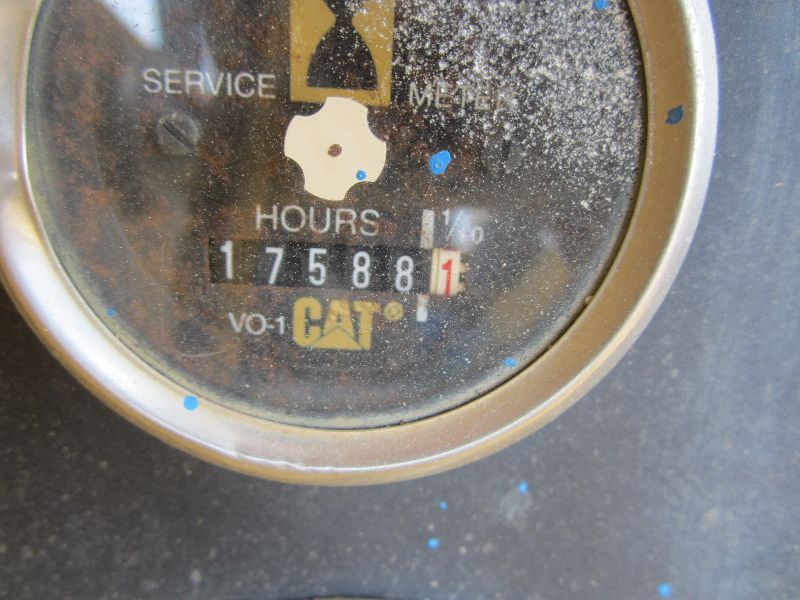 SERVICE METER
HOURS 1/10
175881
VO-1 CAT®